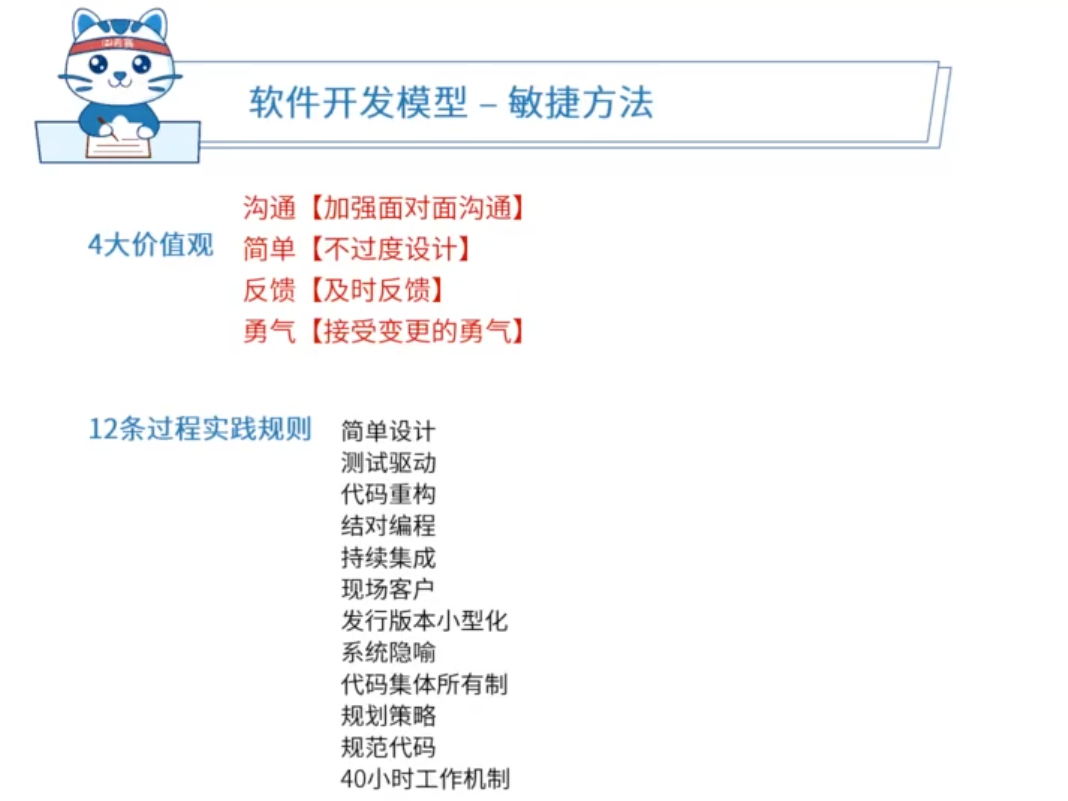 软件开发模型 – 敏捷方法
4大价值观
沟通【加强面对面沟通】
简单【不过度设计】
反馈【及时反馈】
勇气【接受变更的勇气】
12条过程实践规则
简单设计
测试驱动
代码重构
结对编程
持续集成
现场客户
发行版本小型化
系统隐喻
代码集体所有制
规划策略
规范代码
40小时工作机制